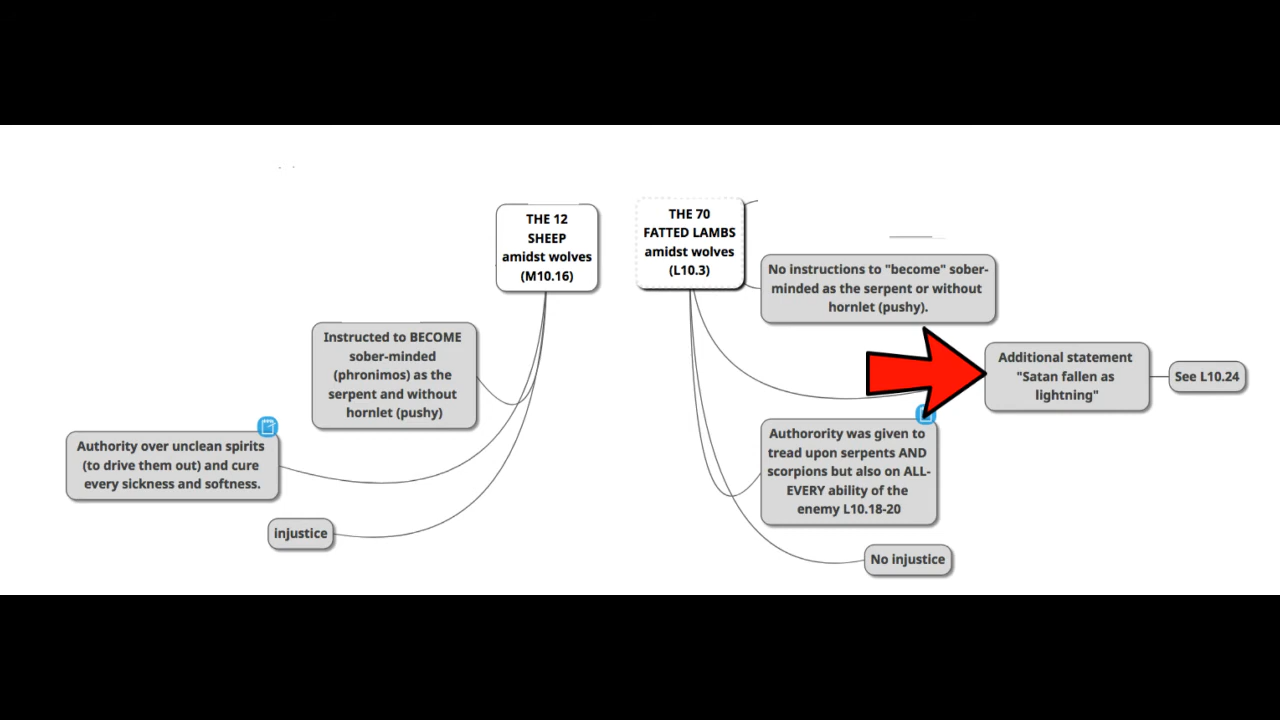 THE 12
SHEEP
amidst wolves
(M10.16)
Instructed to BECOME
sober-minded
(phronimos) as the
serpent and without
hornlet (pushy)
Authority over unclean spirits
(to drive them out) and cure
every sickness and softness.
injustice
THE 70
FATTED LAMBS
amidst wolves
(L10.3)
No instructions to "become" sober-
minded as the serpent or without
hornlet (pushy).
Additional statement
"Satan fallen as
lightning"
See L10.24
Authorority was given to
tread upon serpents AND
scorpions but also on ALL-
EVERY ability of the
enemy L10.18-20
No injustice